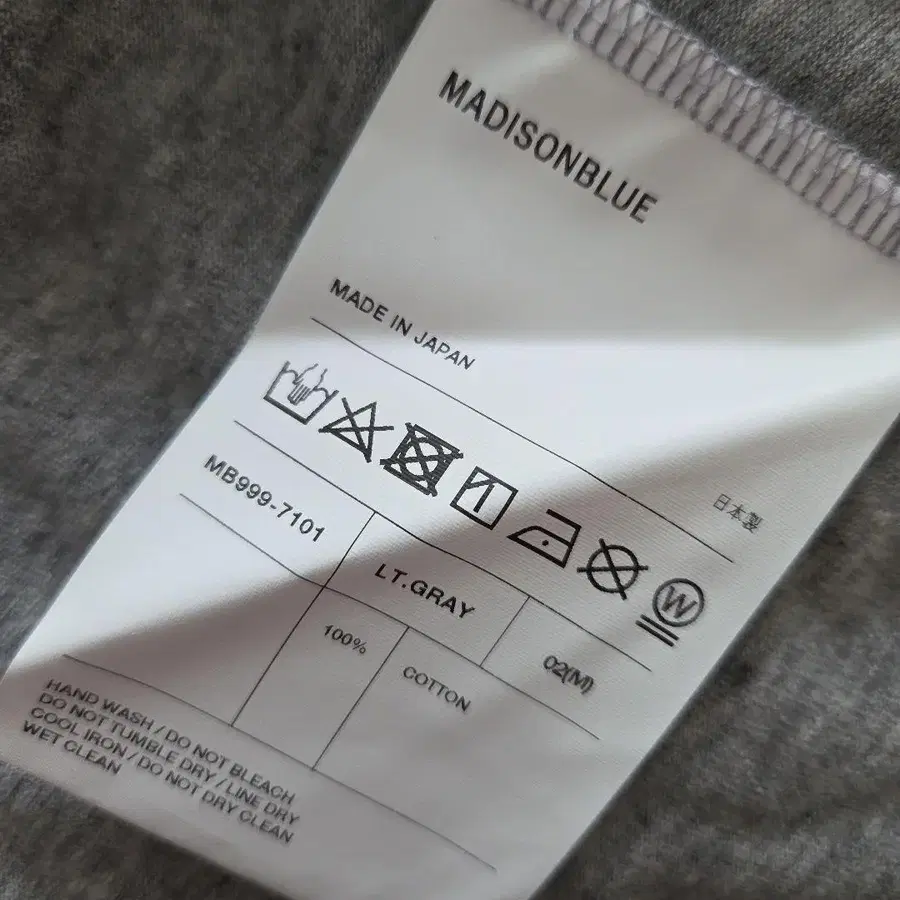 MADISONBLUE
MADE IN JAPAN
日本製
W
MB999-7101
LT.GRAY
02(M)
100%
COTTON
HAND WASH / DO NOT BLEACH
DO NOT TUMBLE DRY / LINE DRY
COOL IRON / DO NOT DRY CLEAN
WET CLEAN